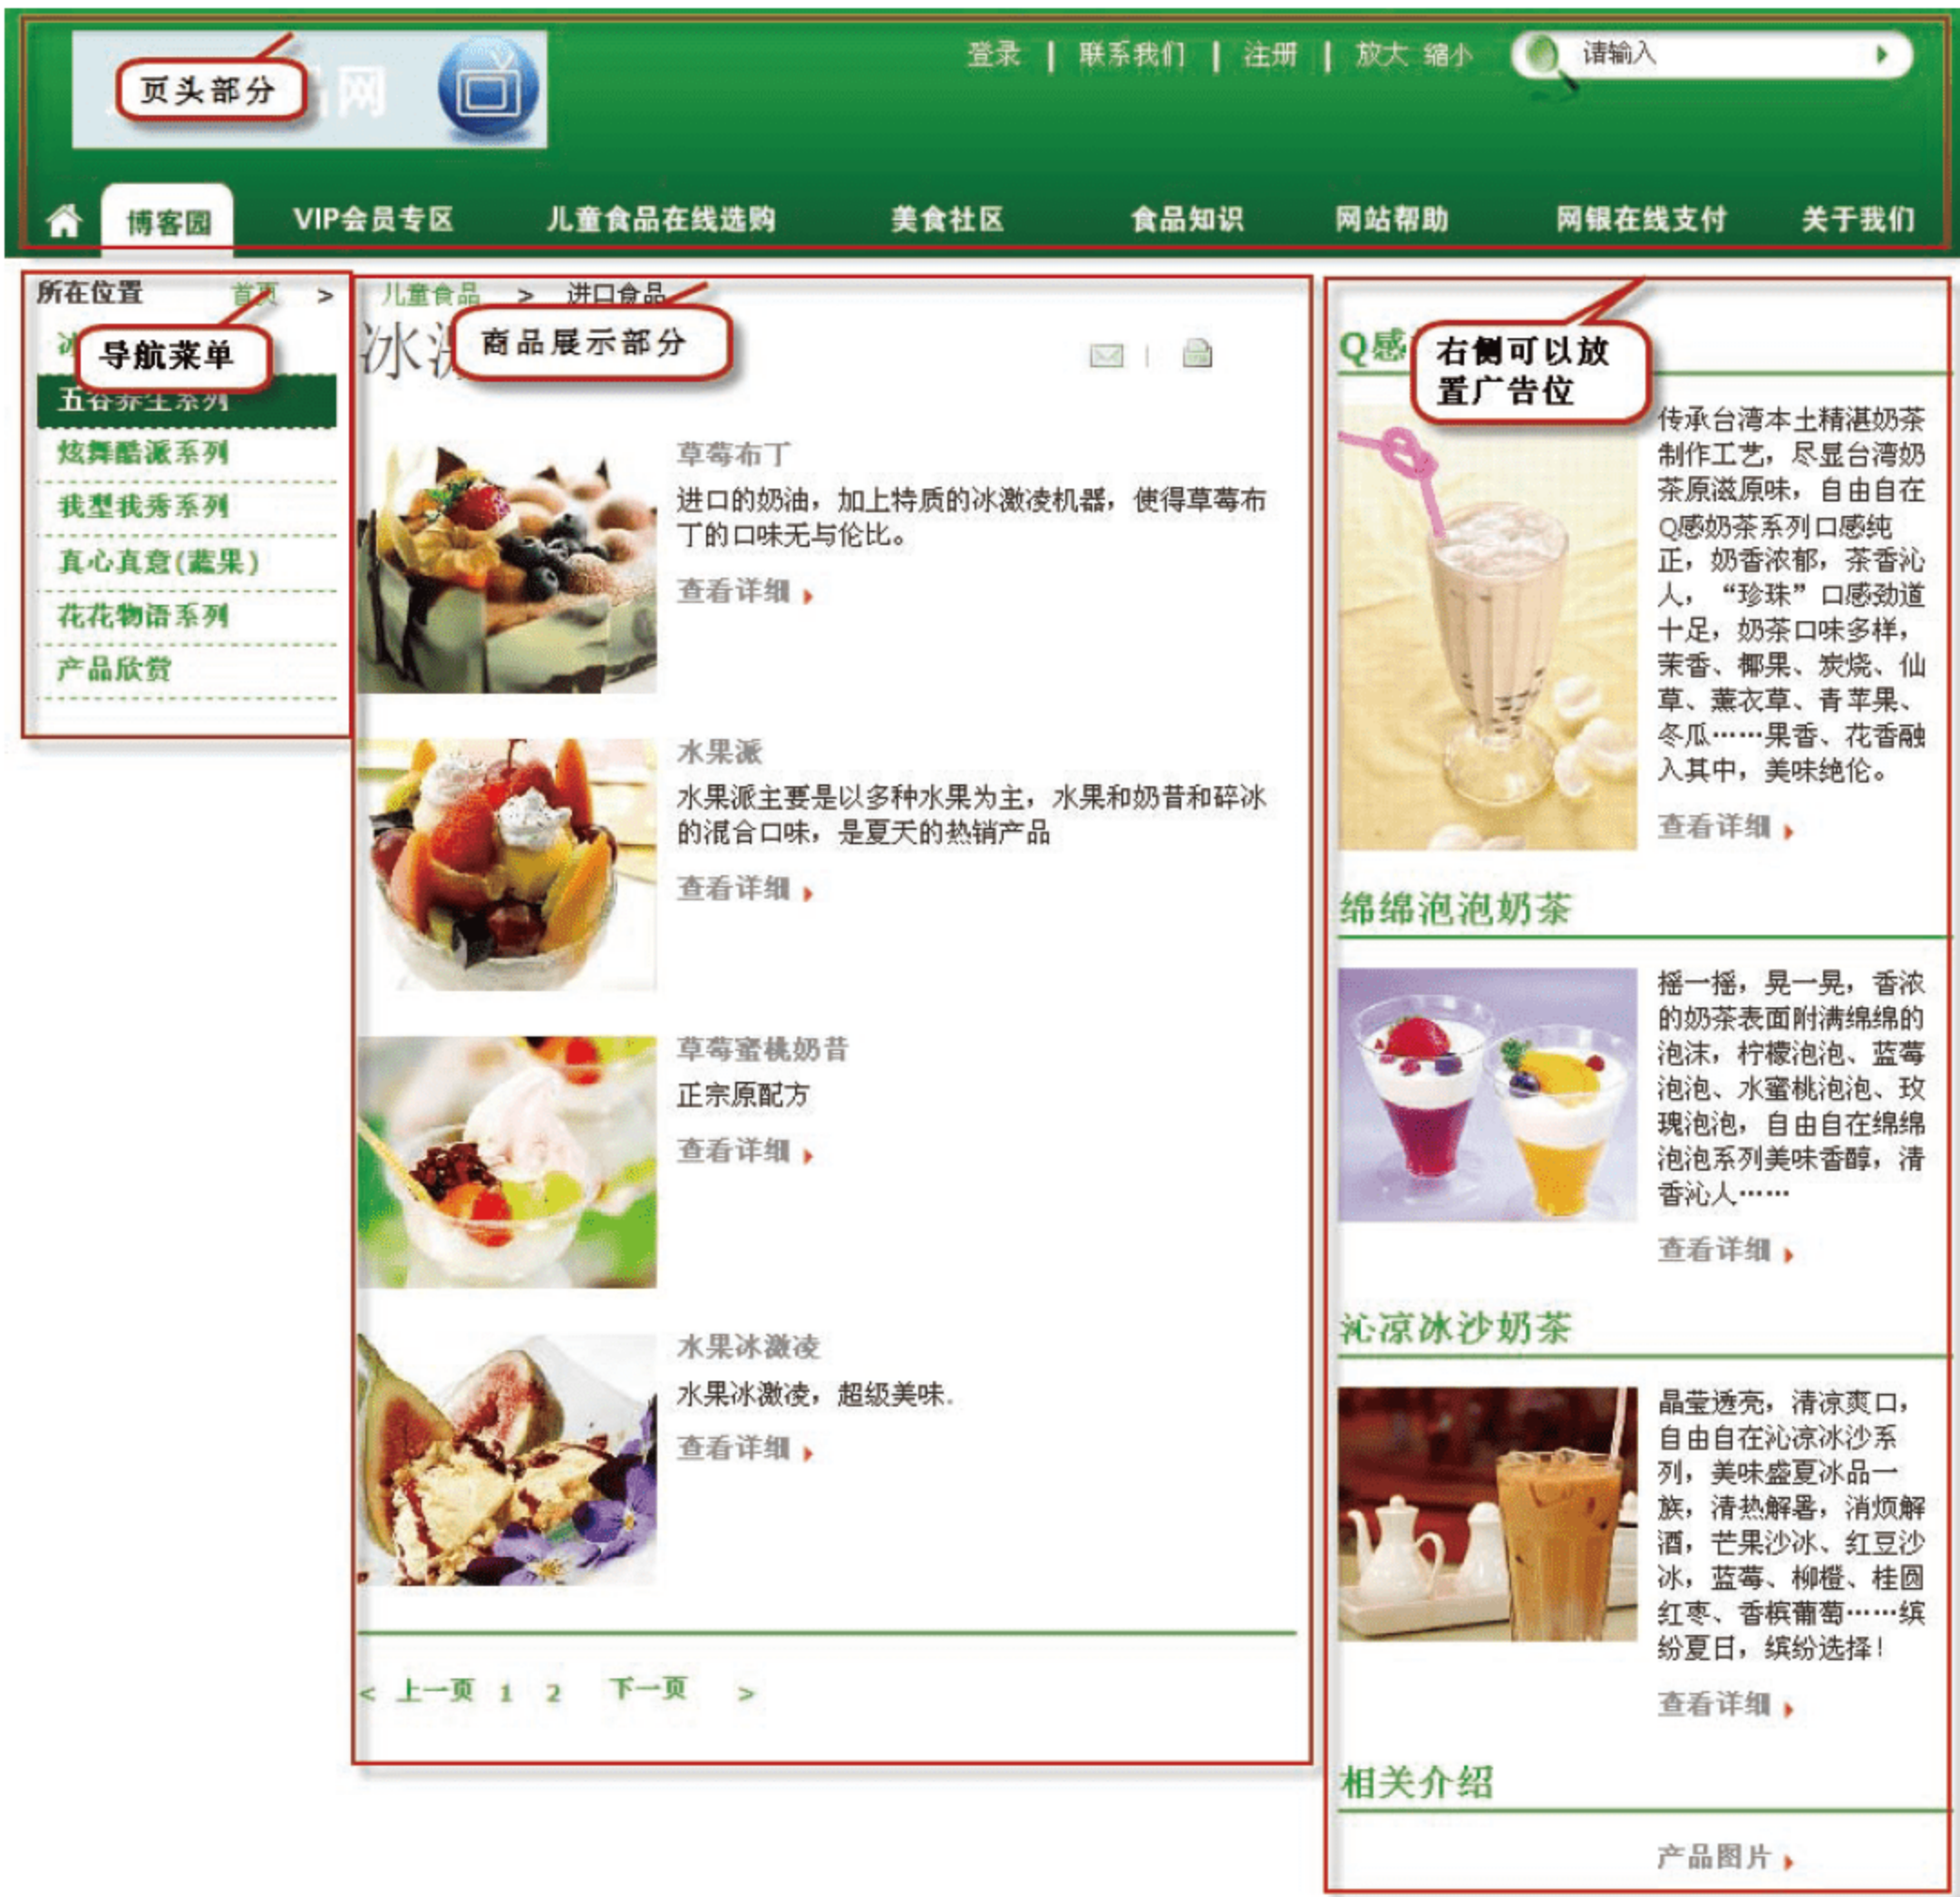 页头部分
网
登录 | 联系我们 | 注册 | 放大 缩小
请输入
博客园 VIP会员专区 儿童食品在线选购 美食社区 食品知识 网站帮助 网银在线支付 关于我们
所在位置 首页 > 儿童食品 > 进口食品
导航菜单
五谷养生系列
炫舞酷派系列
我型我秀系列
真心真意(蔬果)
花花物语系列
产品欣赏
商品展示部分
冰激
草莓布丁
进口的奶油，加上特质的冰激凌机器，使得草莓布
丁的口味无与伦比。
查看详细
水果派
水果派主要是以多种水果为主，水果和奶昔和碎冰
的混合口味，是夏天的热销产品
查看详细
草莓蜜桃奶昔
正宗原配方
查看详细
水果冰激凌
水果冰激凌，超级美味。
查看详细
< 上一页 1 2 下一页 >
右侧可以放
置广告位
Q感
传承台湾本土精湛奶茶
制作工艺，尽显台湾奶
茶原滋原味，自由自在
Q感奶茶系列口感纯
正，奶香浓郁，茶香沁
人，“珍珠”口感劲道
十足，奶茶口味多样，
茉香、椰果、炭烧、仙
草、薰衣草、青苹果、
冬瓜……果香、花香融
入其中，美味绝伦。
查看详细
绵绵泡泡奶茶
摇一摇，晃一晃，香浓
的奶茶表面附满绵绵的
泡沫，柠檬泡泡、蓝莓
泡泡、水蜜桃泡泡、玫
瑰泡泡，自由自在绵绵
泡泡系列美味香醇，清
香沁人……
查看详细
沁凉冰沙奶茶
晶莹透亮，清凉爽口，
自由自在沁凉冰沙系
列，美味盛夏冰品一
族，清热解暑，消烦解
酒，芒果沙冰、红豆沙
冰，蓝莓、柳橙、桂圆
红枣、香槟葡萄……缤
纷夏日，缤纷选择！
查看详细
相关介绍
产品图片